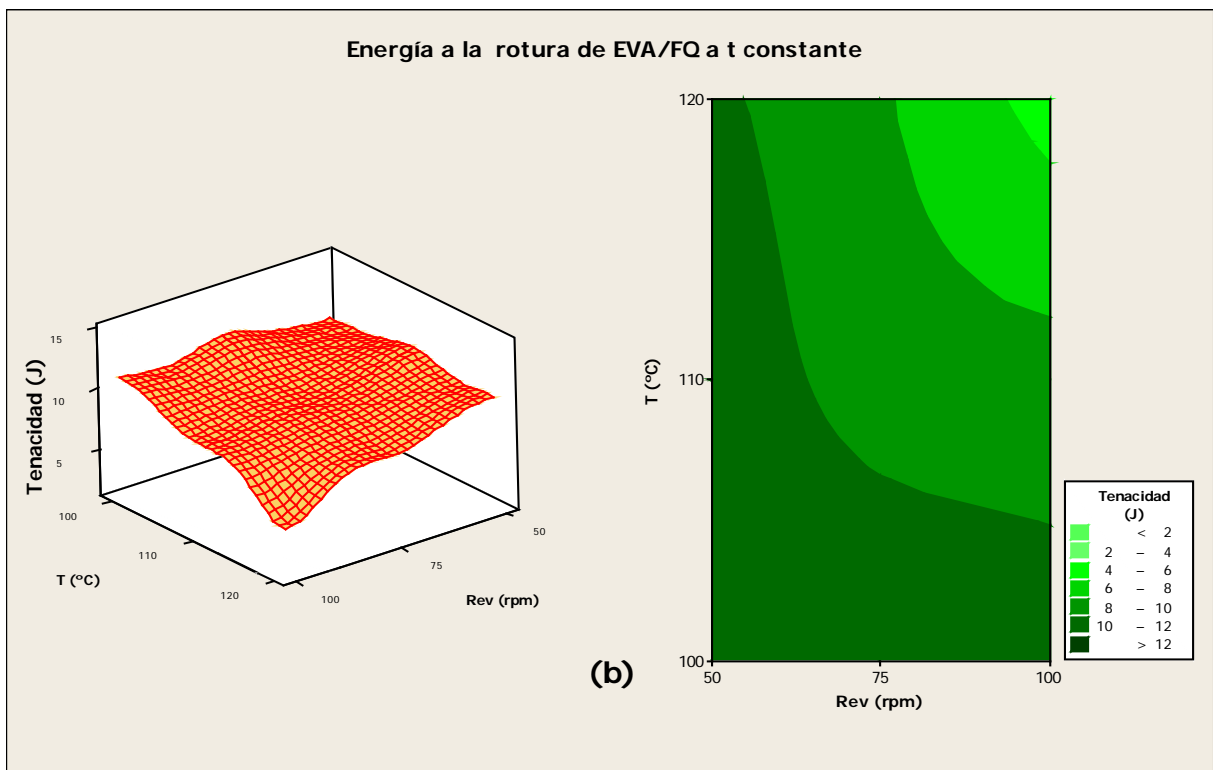 Energía a la rotura de EVA/FQ a t constante
15
10
5
Tenacidad (J)
100
110
120
T (°C)
100
75
50
Rev (rpm)
(b)
120
110
100
T (°C)
50
75
100
Rev (rpm)
Tenacidad
(J)
< 2
2 – 4
4 – 6
6 – 8
8 – 10
10 – 12
> 12